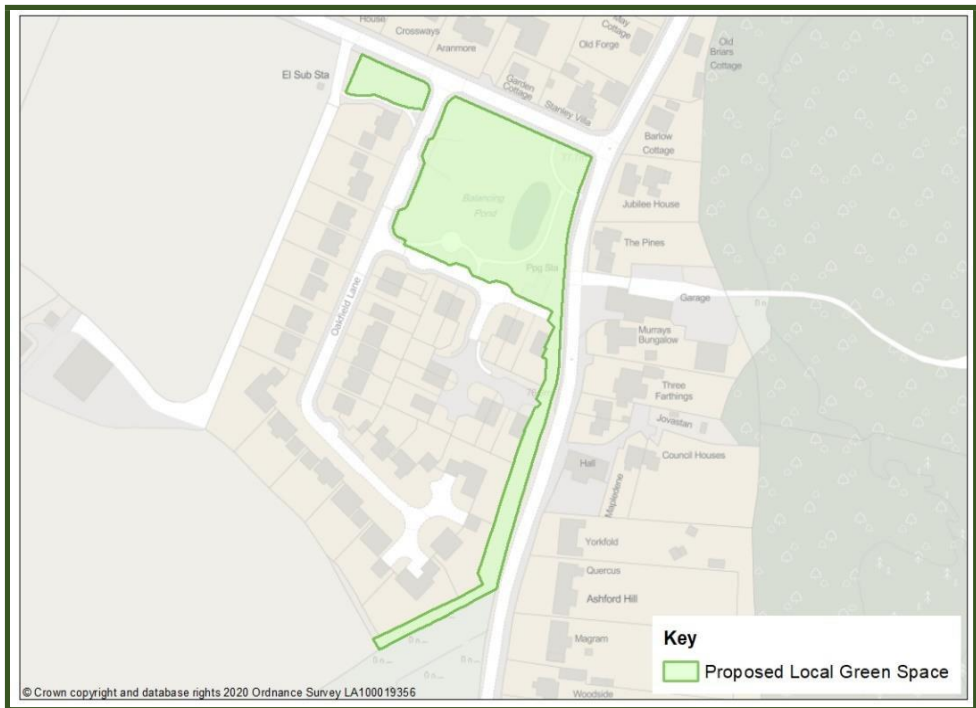 House
Crossways
Aranmore
Cottage
Old Forge
Old
Briars
Cottage
El Sub Sta
Garden
Cottage
Stanley Villa
Barlow
Cottage
Jubilee House
Balancing
Pond
The Pines
Ppg Sta
Garage
Oakfield Lane
Murrays
Bungalow
Three
Farthings
Jovastan
Council Houses
Hall
Mapledene
Yorkfold
Quercus
Ashford Hill
Magram
Woodside
Key
Proposed Local Green Space
© Crown copyright and database rights 2020 Ordnance Survey LA100019356